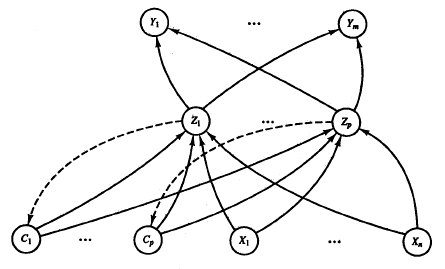 Y₁ ... Yₘ
Z₁ ... Zₚ
C₁ ... Cₚ X₁ ... Xₙ